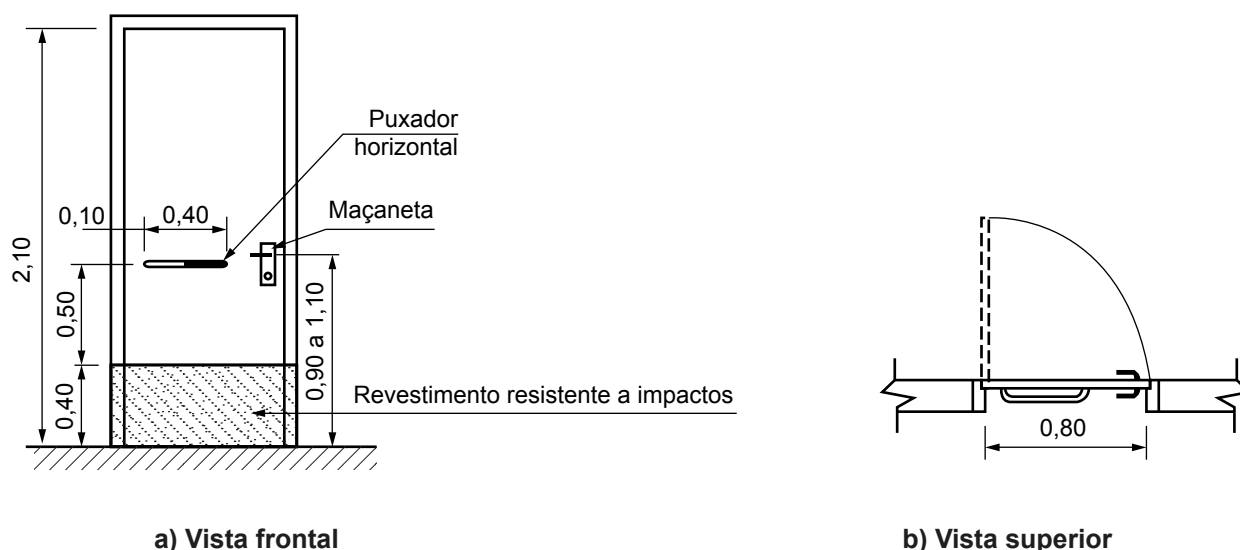 Puxador
horizontal
0,10
0,40
Maçaneta
2,10
0,50
0,90 a 1,10
0,40
Revestimento resistente a impactos
0,80
a) Vista frontal
b) Vista superior